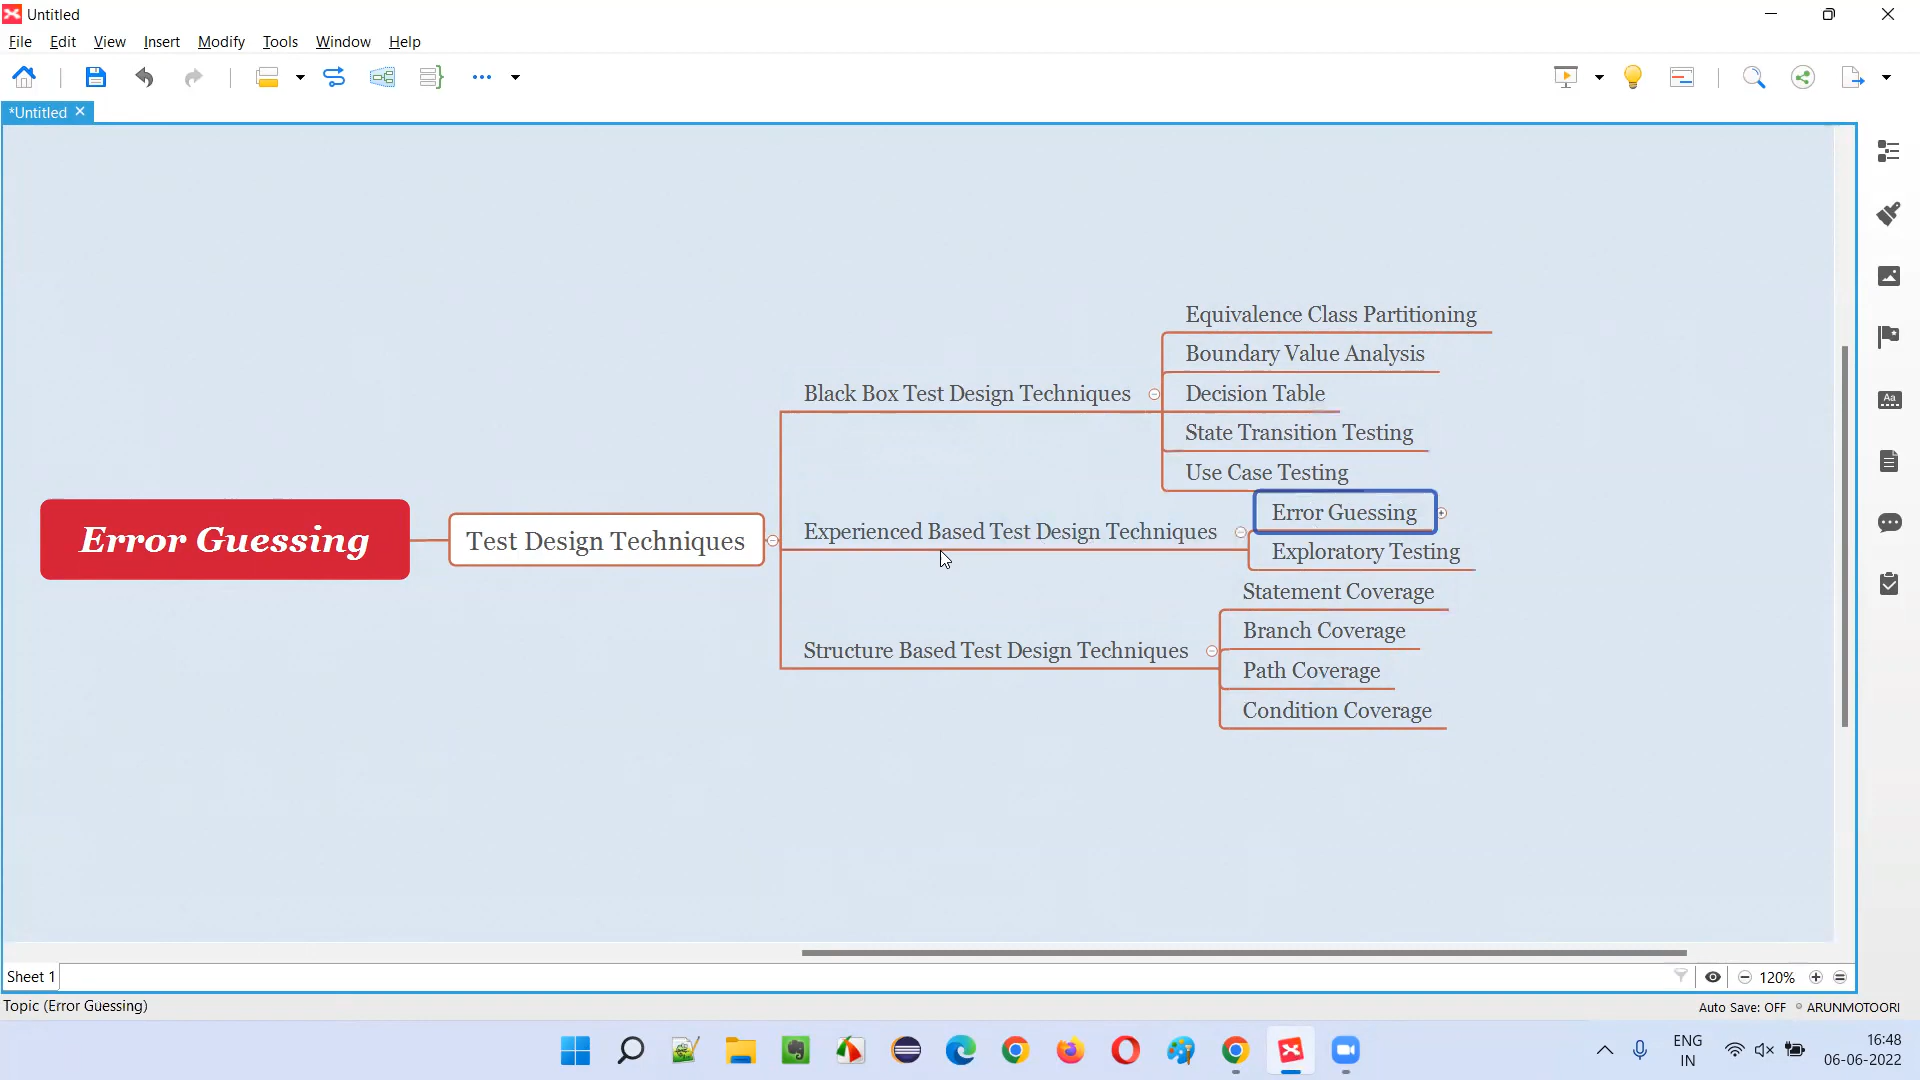 Untitled
File Edit View Insert Modify Tools Window Help
*Untitled
Equivalence Class Partitioning
Boundary Value Analysis
Black Box Test Design Techniques
Decision Table
State Transition Testing
Use Case Testing
Error Guessing
Error Guessing
Test Design Techniques
Experienced Based Test Design Techniques
Exploratory Testing
Statement Coverage
Branch Coverage
Structure Based Test Design Techniques
Path Coverage
Condition Coverage
Aa
Sheet 1
120%
Topic (Error Guessing)
Auto Save: OFF ARUNMOTOORI
ENG
IN
16:48
06-06-2022